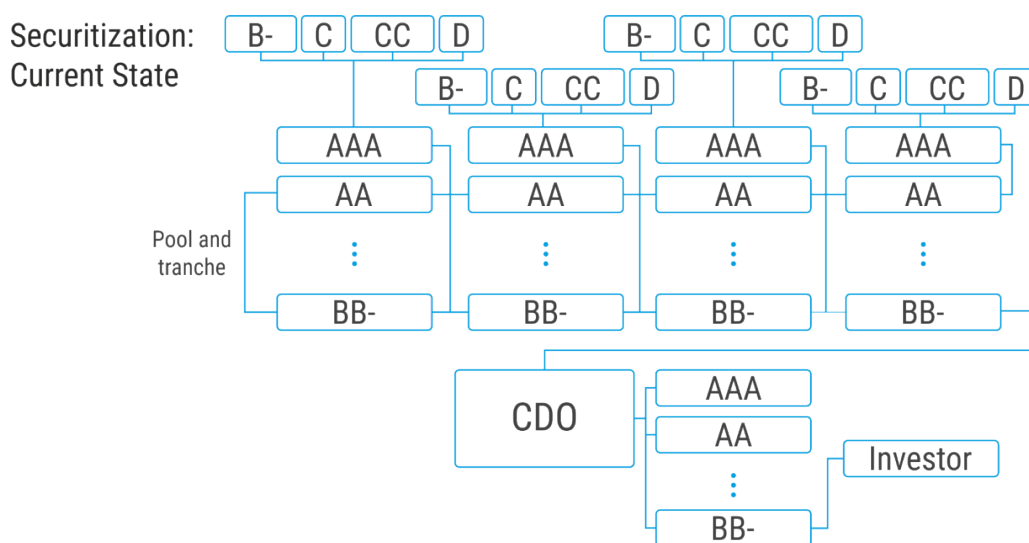 Securitization:
Current State
B- C CC D
B- C CC D
B- C CC D
B- C CC D
AAA AAA AAA AAA
AA AA AA AA
Pool and
tranche
BB- BB- BB- BB-
CDO
AAA
AA
Investor
BB-